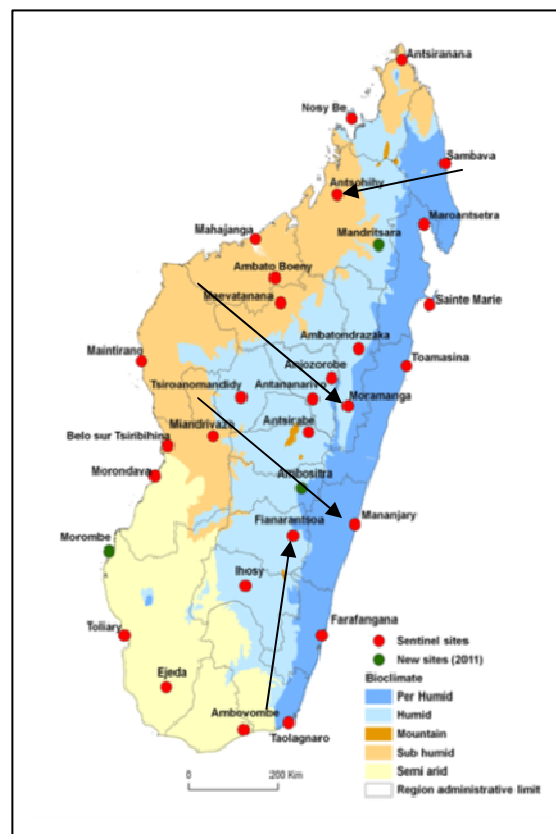 Antsiranana
Nosy Be
Sambava
Antsohihy
Maroantsetra
Mandritsara
Mahajanga
Ambato Boeny
Maevatanana
Sainte Marie
Ambatondrazaka
Maintirano
Anjozorobe
Toamasina
Tsiroanomandidy
Antananarivo
Moramanga
Miandrivazo
Antsirabe
Belo sur Tsiribihina
Morondava
Ambositra
Fianarantsoa
Mananjary
Morombe
Ihosy
Toliary
Farafangana
Ejeda
Ambovombe
Taolagnaro
Sentinel sites
New sites (2011)
Bioclimate
Per Humid
Humid
Mountain
Sub humid
Semi arid
Region administrative limit
0 200 Km